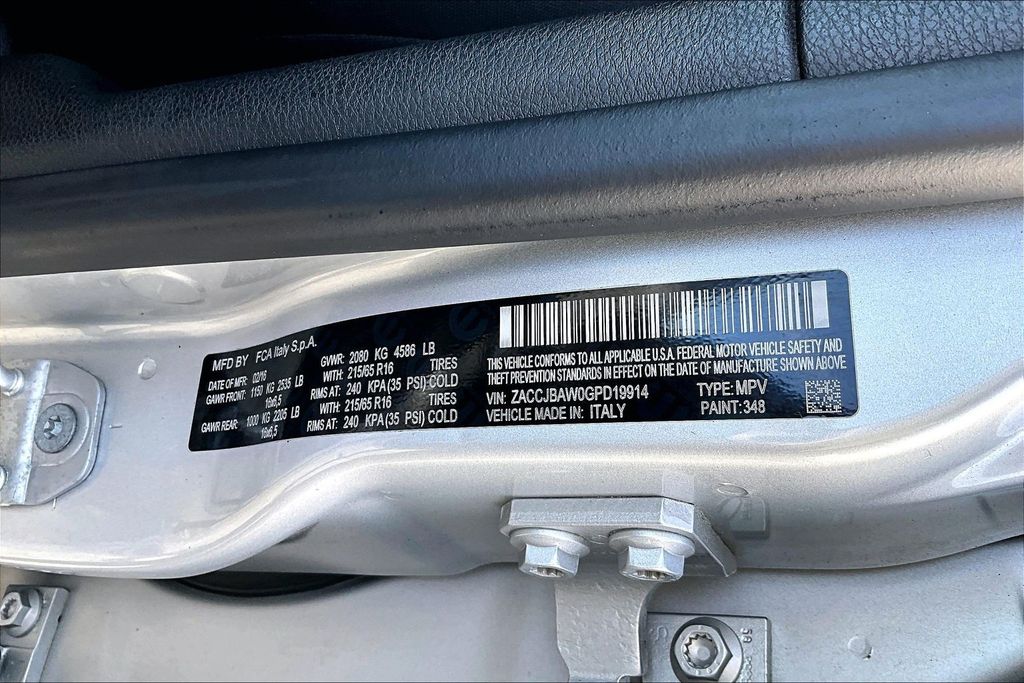 MFD BY FCA Italy S.p.A.
DATE OF MFR: 02/16 GVWR: 2080 KG 4586 LB
GAWR FRONT: 1150 KG 2535 LB WITH: 215/65 R16 TIRES
16x6,5 RIMS AT: 240 KPA(35 PSI) COLD
GAWR REAR: 1000 KG 2205 LB WITH: 215/65 R16 TIRES
16x6,5 RIMS AT: 240 KPA(35 PSI) COLD
THIS VEHICLE CONFORMS TO ALL APPLICABLE U.S.A. FEDERAL MOTOR VEHICLE SAFETY AND
THEFT PREVENTION STANDARDS IN EFFECT ON THE DATE OF MANUFACTURE SHOWN ABOVE
VIN: ZACCJBAW0GPD19914 TYPE: MPV
VEHICLE MADE IN: ITALY PAINT: 348